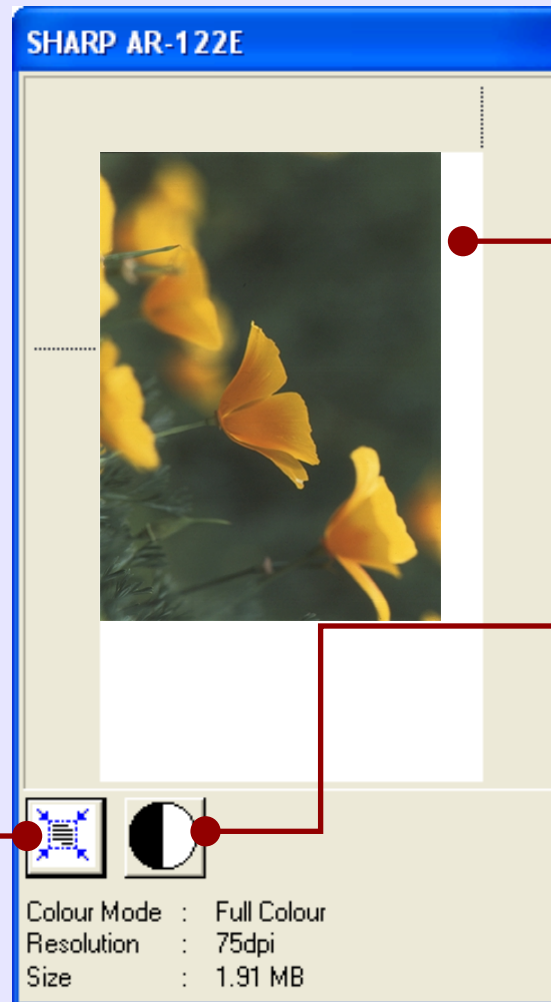 SHARP AR-122E
Colour Mode : Full Colour
Resolution : 75dpi
Size : 1.91 MB